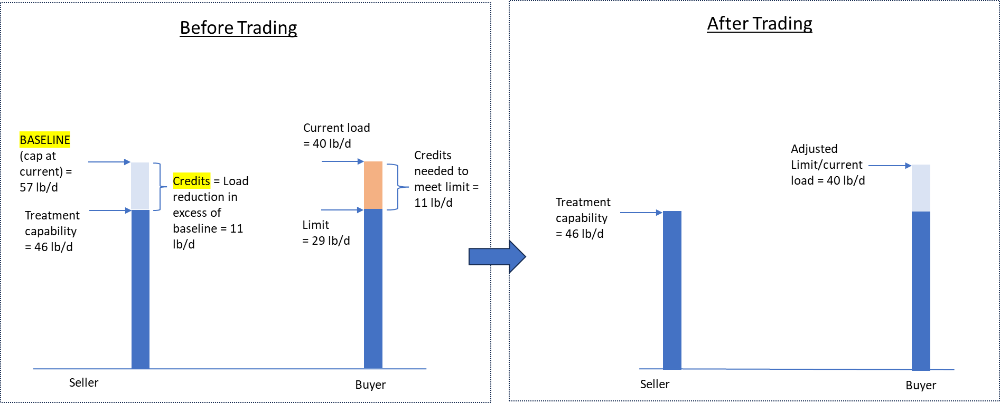 Before Trading
BASELINE
(cap at
current) =
57 lb/d
Treatment
capability
= 46 lb/d
Credits = Load
reduction in
excess of
baseline = 11
lb/d
Current load
= 40 lb/d
Limit
= 29 lb/d
Credits
needed to
meet limit =
11 lb/d
Seller
Buyer
After Trading
Treatment
capability
= 46 lb/d
Adjusted
Limit/current
load = 40 lb/d
Seller
Buyer